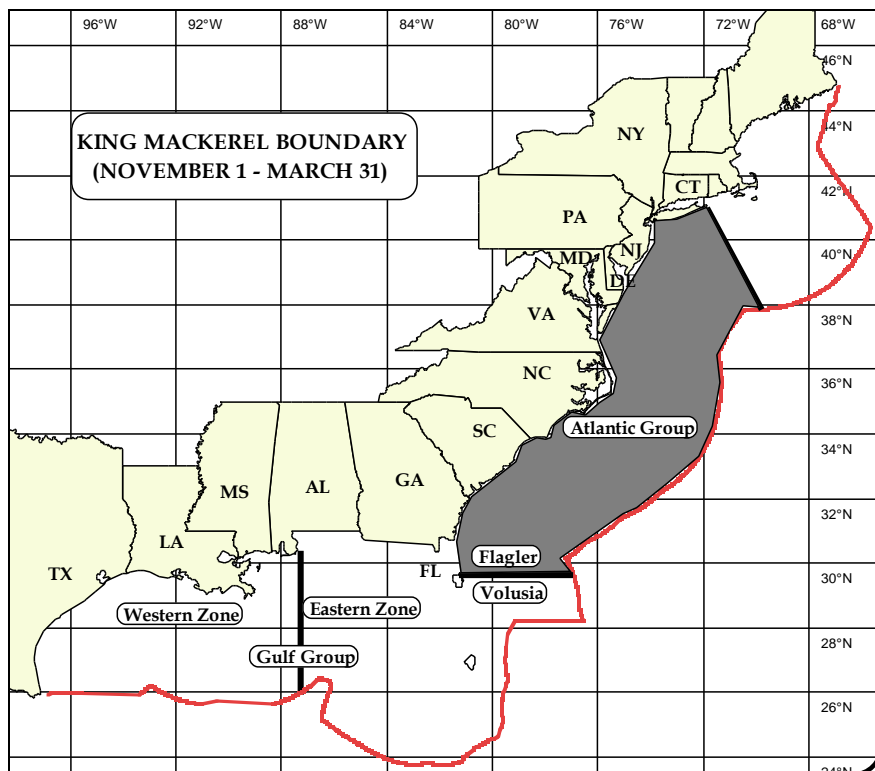 96°W 92°W 88°W 84°W 80°W 76°W 72°W 68°W
46°N
KING MACKEREL BOUNDARY
(NOVEMBER 1 - MARCH 31)
NY
44°N
CT
42°N
PA
NJ
40°N
MD
DE
VA
38°N
NC
36°N
SC
Atlantic Group
34°N
MS
AL
GA
32°N
LA
Flagler
TX
FL
30°N
Volusia
Western Zone
Eastern Zone
28°N
Gulf Group
26°N
24°N